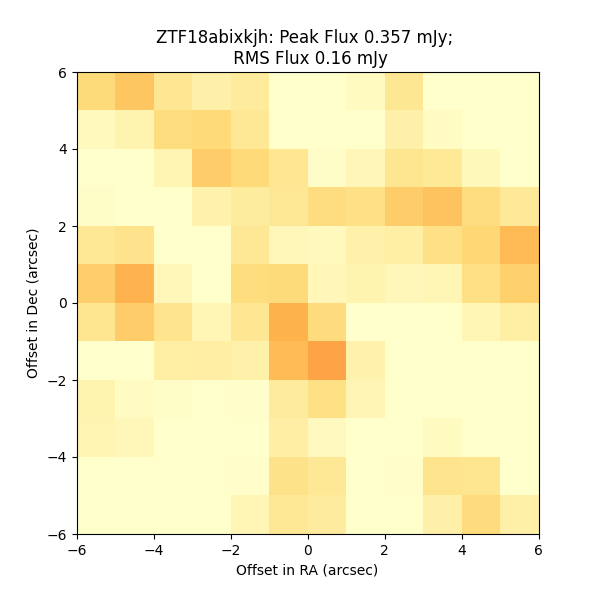 ZTF18abixkjh: Peak Flux 0.357 mJy;
RMS Flux 0.16 mJy
6
4
2
0
−2
−4
−6
Offset in Dec (arcsec)
−6 −4 −2 0 2 4 6
Offset in RA (arcsec)